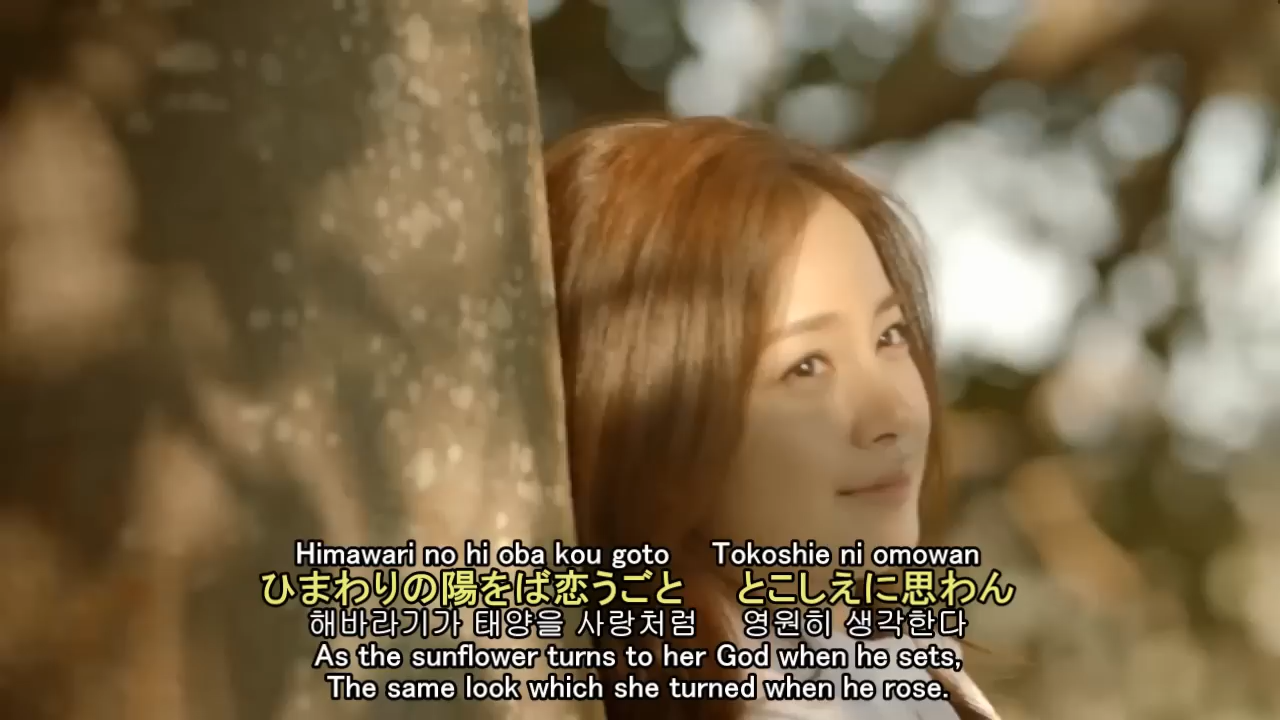 Himawari no hi oba kou goto Tokoshie ni omowan
ひまわりの陽をば恋うごと とこしえに思わん
해바라기가 태양을 사랑처럼 영원히 생각한다
As the sunflower turns to her God when he sets,
The same look which she turned when he rose.